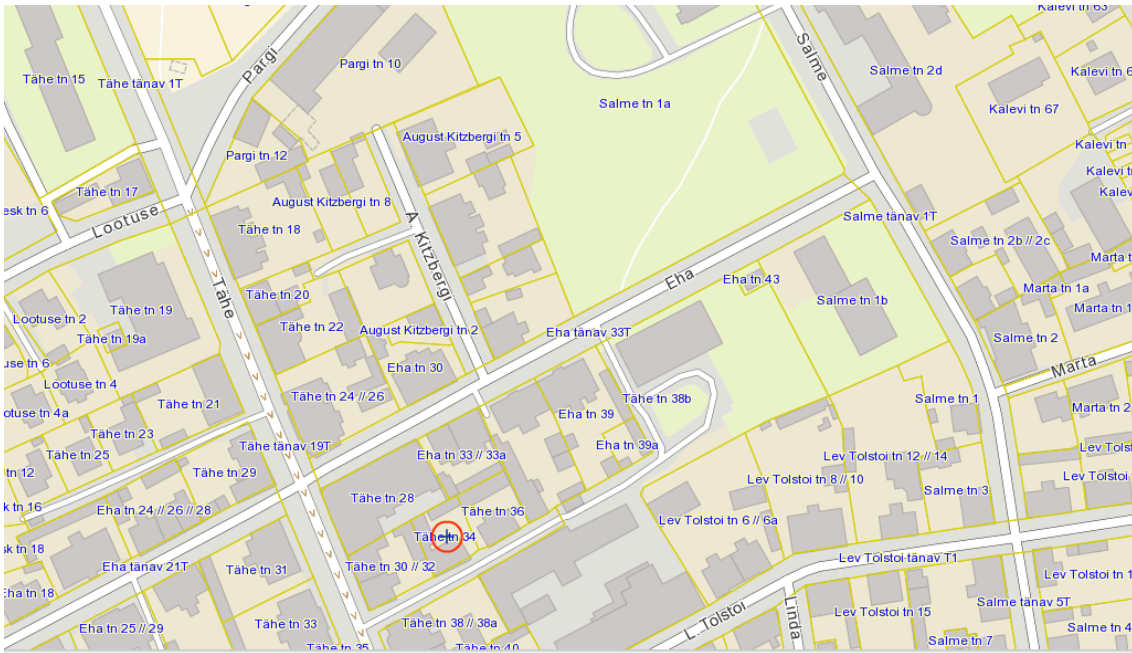 Kalevi tn 63
Tähe tn 15
Tähe tänav 1T
Pargi
Pargi tn 10
Salme
Salme tn 2d
Kalevi tn 6
Salme tn 1a
Kalevi tn 67
August Kitzbergi tn 5
Kalevi tn
Pargi tn 12
Kalevi t
Tähe tn 17
Kalev
esk tn 6
August Kitzbergi tn 8
Lootuse
Salme tänav 1T
Tähe tn 18
A. Kitzbergi
Salme tn 2b // 2c
Marta t
Eha
Eha tn 43
Marta tn 1a
Tähe
Tähe tn 20
Salme tn 1b
Marta tn 1
Tähe tn 19
Lootuse tn 2
Tähe tn 22
August Kitzbergi tn 2
Eha tänav 33T
Tähe tn 19a
Salme tn 2
use tn 6
Eha tn 30
Marta
Lootuse tn 4
Tähe tn 24 // 26
Tähe tn 38b
Salme tn 1
Tähe tn 21
Marta tn 2
otuse tn 4a
Eha tn 39
Tähe tn 23
Tähe tänav 19T
Eha tn 39a
Tähe tn 25
Eha tn 33 // 33a
Lev Tolstoi tn 12 // 14
Lev Tolst
tn 12
Tähe tn 29
Lev Tolstoi tn 8 // 10
Lev Tolstoi t
Salme tn 3
Tähe tn 28
k tn 16
Eha tn 24 // 26 // 28
Tähe tn 36
Lev Tolstoi tn 6 // 6a
Tähe tn 34
sk tn 18
Lev Tolstoi tänav T1
Eha tänav 21T
Tähe tn 31
Tähe tn 30 // 32
Lev Tolstoi tn 1
Eha tn 18
L. Tolstoi
Linda
Salme tänav 5T
Lev Tolstoi tn 15
Eha tn 25 // 29
Tähe tn 33
Tähe tn 38 // 38a
Salme tn 4
Salme tn 7
Tähe tn 35
Tähe tn 40